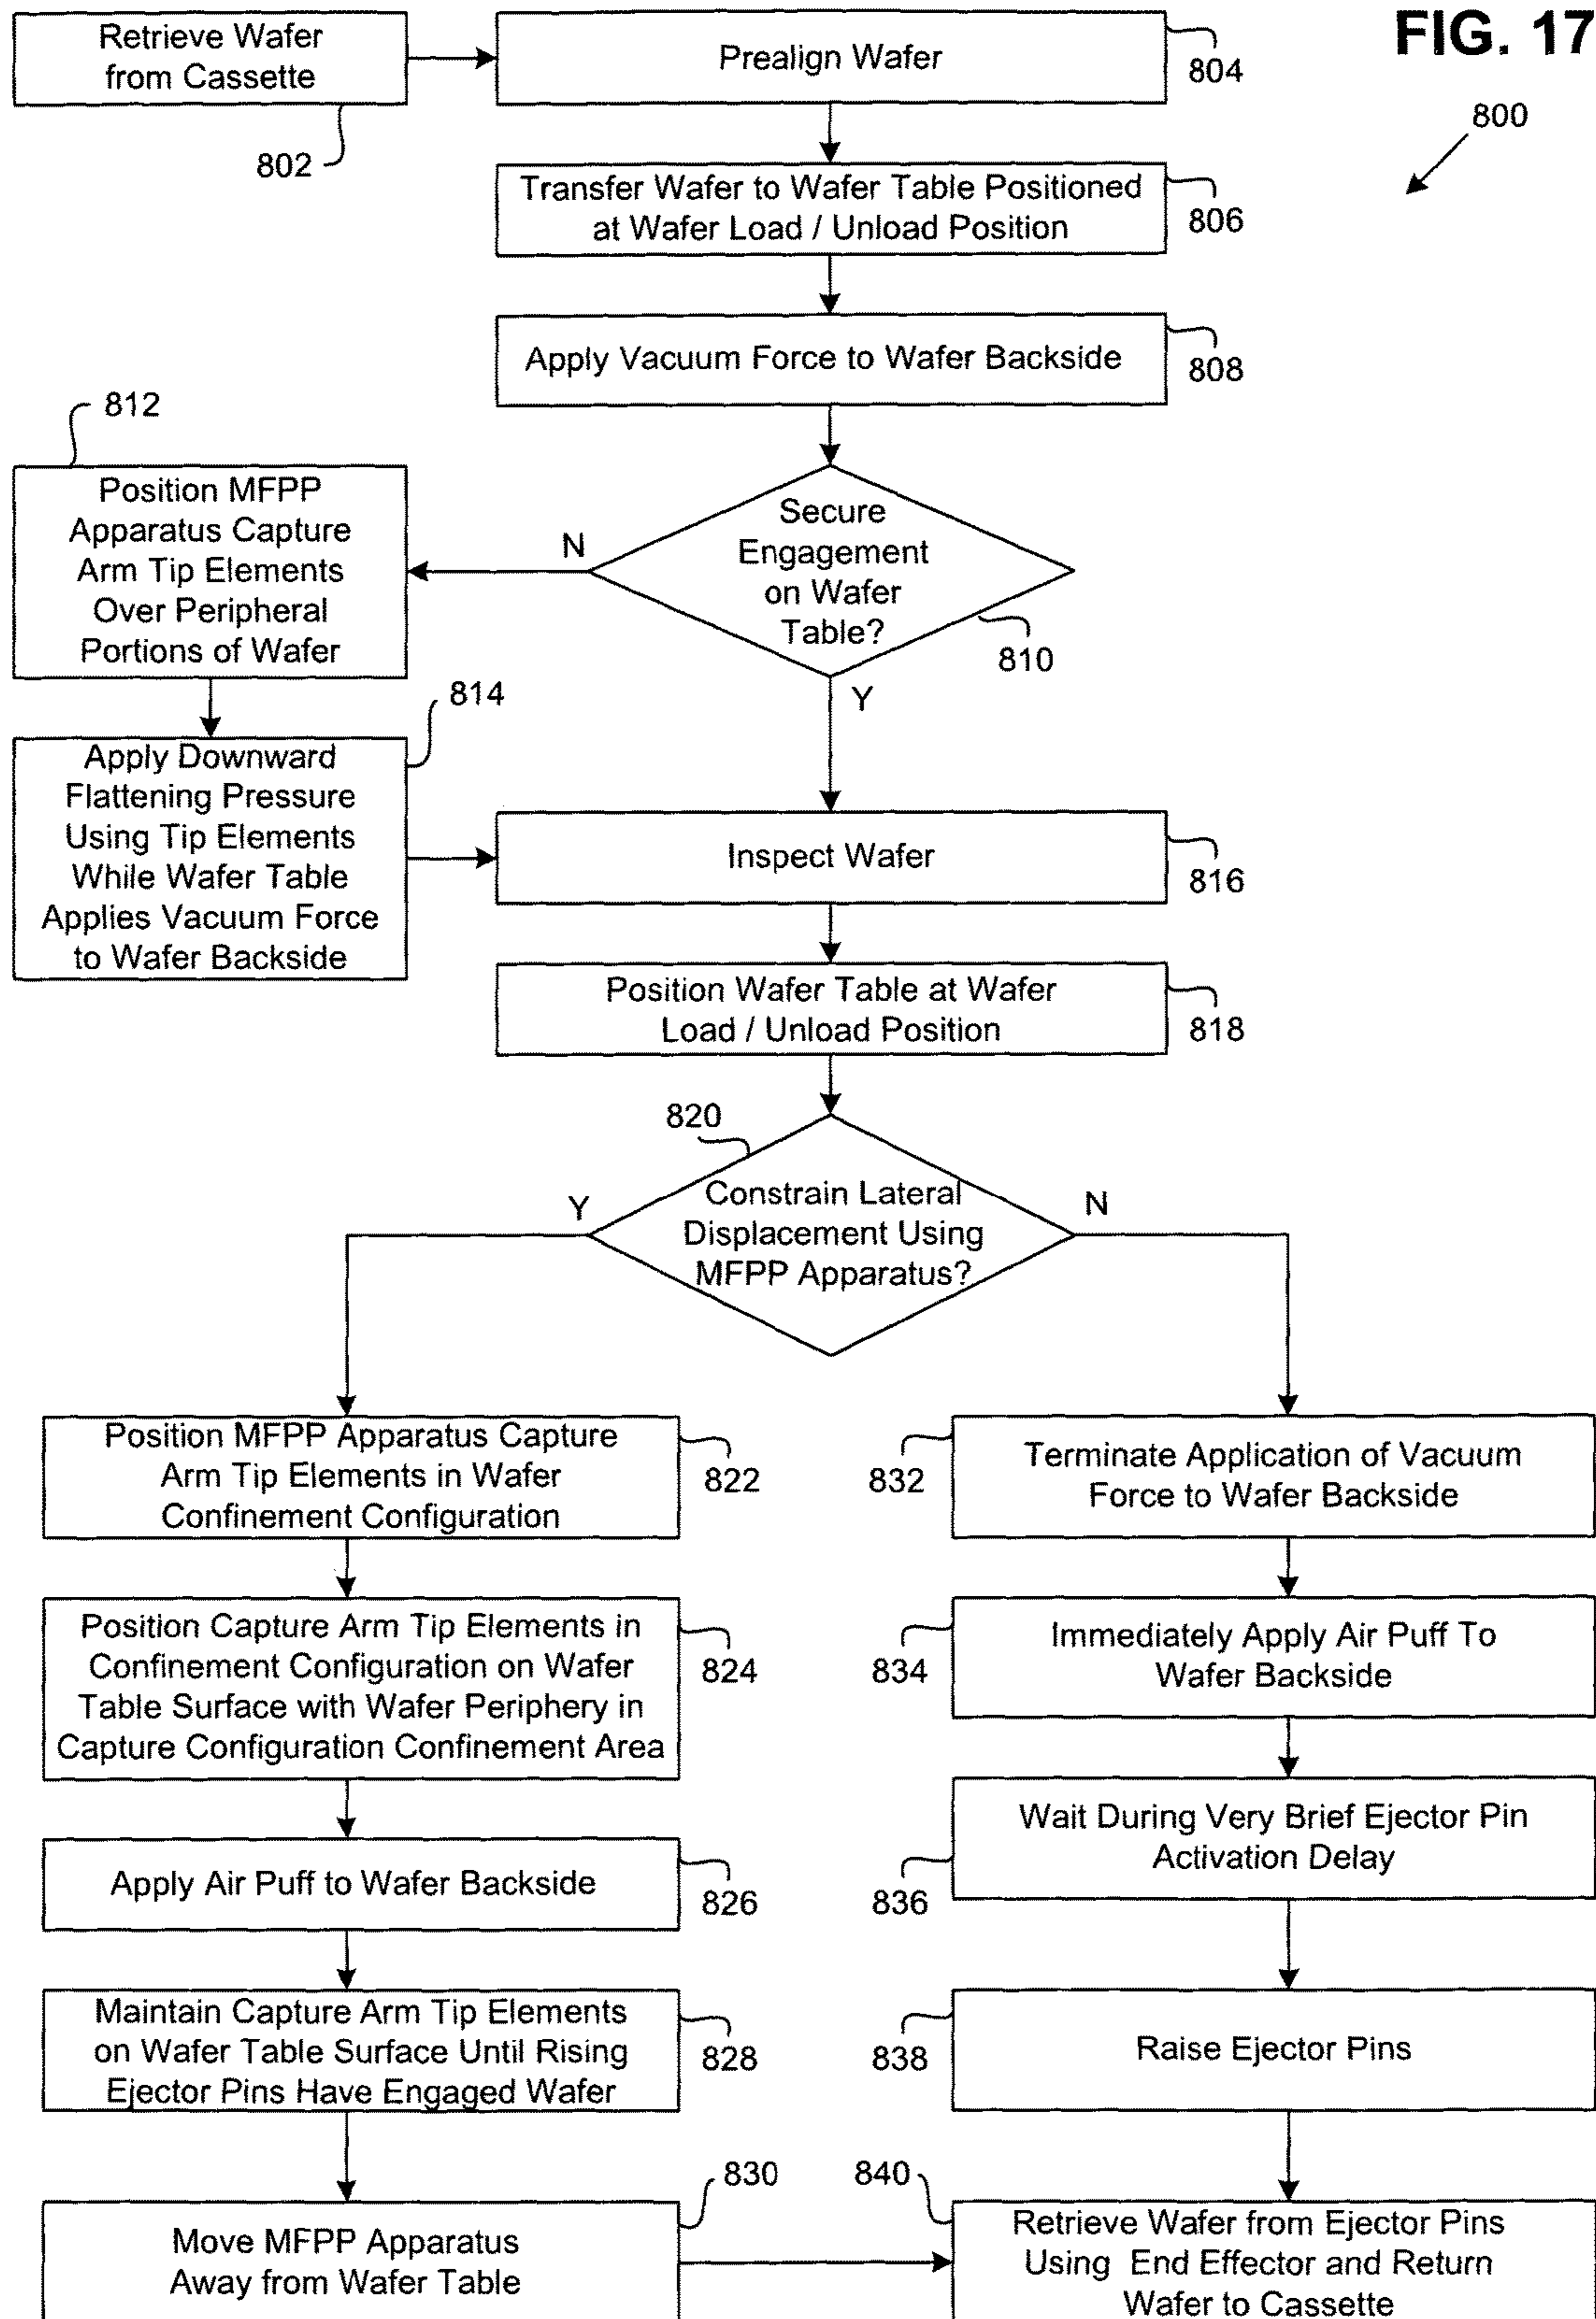 FIG. 17
800
Retrieve Wafer
from Cassette
802
Prealign Wafer
804
Transfer Wafer to Wafer Table Positioned
at Wafer Load / Unload Position
806
Apply Vacuum Force to Wafer Backside
808
Secure
Engagement
on Wafer
Table?
810
N
Y
812
Position MFPP
Apparatus Capture
Arm Tip Elements
Over Peripheral
Portions of Wafer
814
Apply Downward
Flattening Pressure
Using Tip Elements
While Wafer Table
Applies Vacuum Force
to Wafer Backside
Inspect Wafer
816
Position Wafer Table at Wafer
Load / Unload Position
818
820
Constrain Lateral
Displacement Using
MFPP Apparatus?
Y
N
Position MFPP Apparatus Capture
Arm Tip Elements in Wafer
Confinement Configuration
822
Position Capture Arm Tip Elements in
Confinement Configuration on Wafer
Table Surface with Wafer Periphery in
Capture Configuration Confinement Area
824
Apply Air Puff to Wafer Backside
826
Maintain Capture Arm Tip Elements
on Wafer Table Surface Until Rising
Ejector Pins Have Engaged Wafer
828
830
Move MFPP Apparatus
Away from Wafer Table
832
Terminate Application of Vacuum
Force to Wafer Backside
834
Immediately Apply Air Puff To
Wafer Backside
836
Wait During Very Brief Ejector Pin
Activation Delay
838
Raise Ejector Pins
840
Retrieve Wafer from Ejector Pins
Using End Effector and Return
Wafer to Cassette